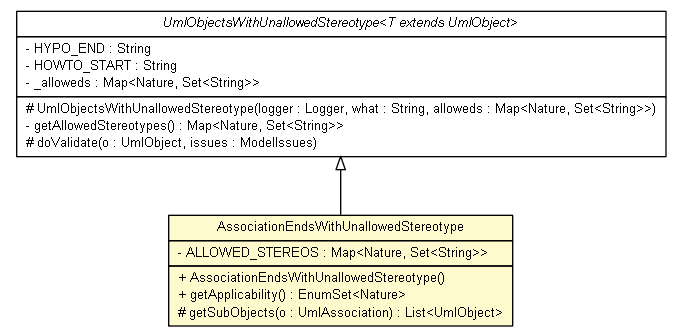 UmlObjectsWithUnallowedStereotype<T extends UmlObject>
- HYPO_END : String
- HOWTO_START : String
- _alloweds : Map<Nature, Set<String>>
# UmlObjectsWithUnallowedStereotype(logger : Logger, what : String, alloweds : Map<Nature, Set<String>>)
- getAllowedStereotypes() : Map<Nature, Set<String>>
# doValidate(o : UmlObject, issues : ModelIssues)
AssociationEndsWithUnallowedStereotype
- ALLOWED_STEREOS : Map<Nature, Set<String>>
+ AssociationEndsWithUnallowedStereotype()
+ getApplicability() : EnumSet<Nature>
# getSubObjects(o : UmlAssociation) : List<UmlObject>